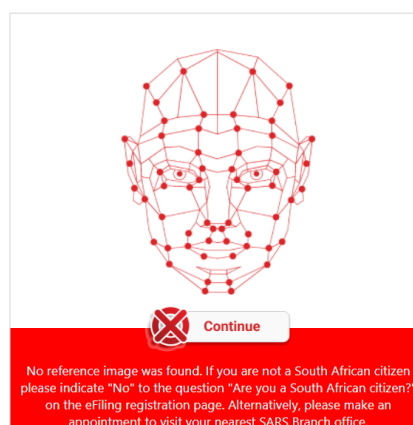 Continue
No reference image was found. If you are not a South African citizen
please indicate "No" to the question "Are you a South African citizen?"
on the eFiling registration page. Alternatively, please make an
appointment to visit your nearest SARS Branch office